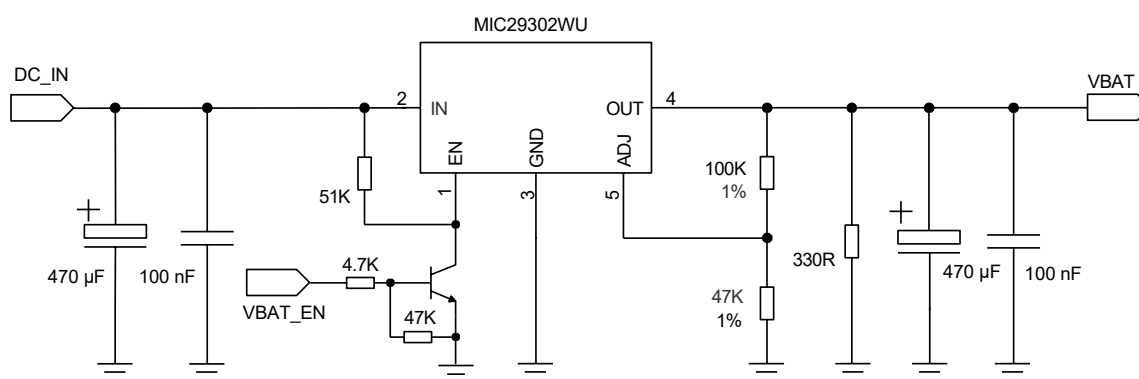 MIC29302WU
DC_IN
VBAT
2
IN
OUT
4
EN
GND
ADJ
1
3
5
51K
100K
1%
+
470 µF
100 nF
4.7K
VBAT_EN
47K
330R
47K
1%
+
470 µF
100 nF